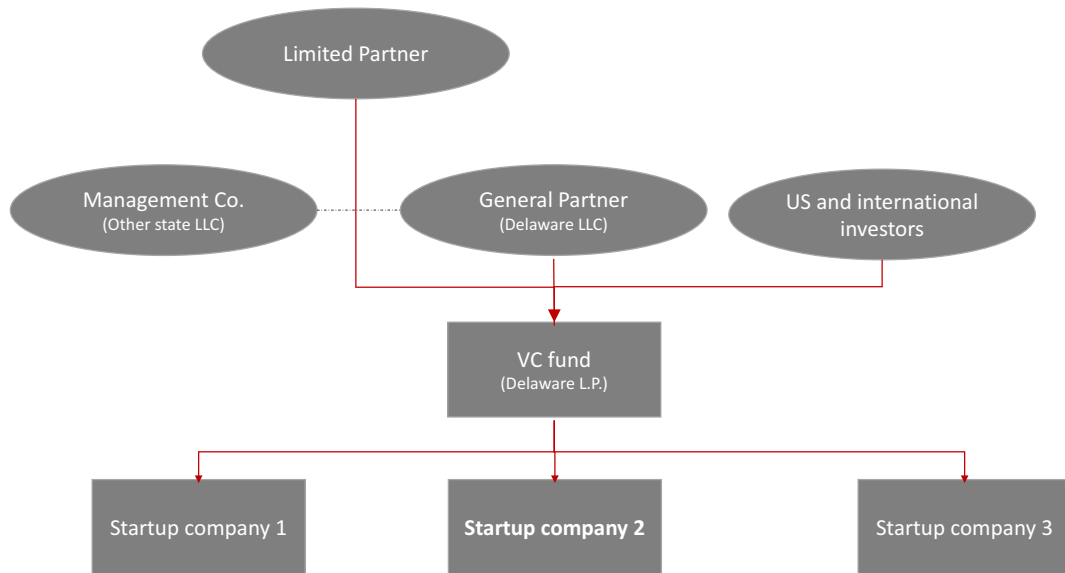 Limited Partner
Management Co.
(Other state LLC)
General Partner
(Delaware LLC)
US and international
investors
VC fund
(Delaware L.P.)
Startup company 1
Startup company 2
Startup company 3